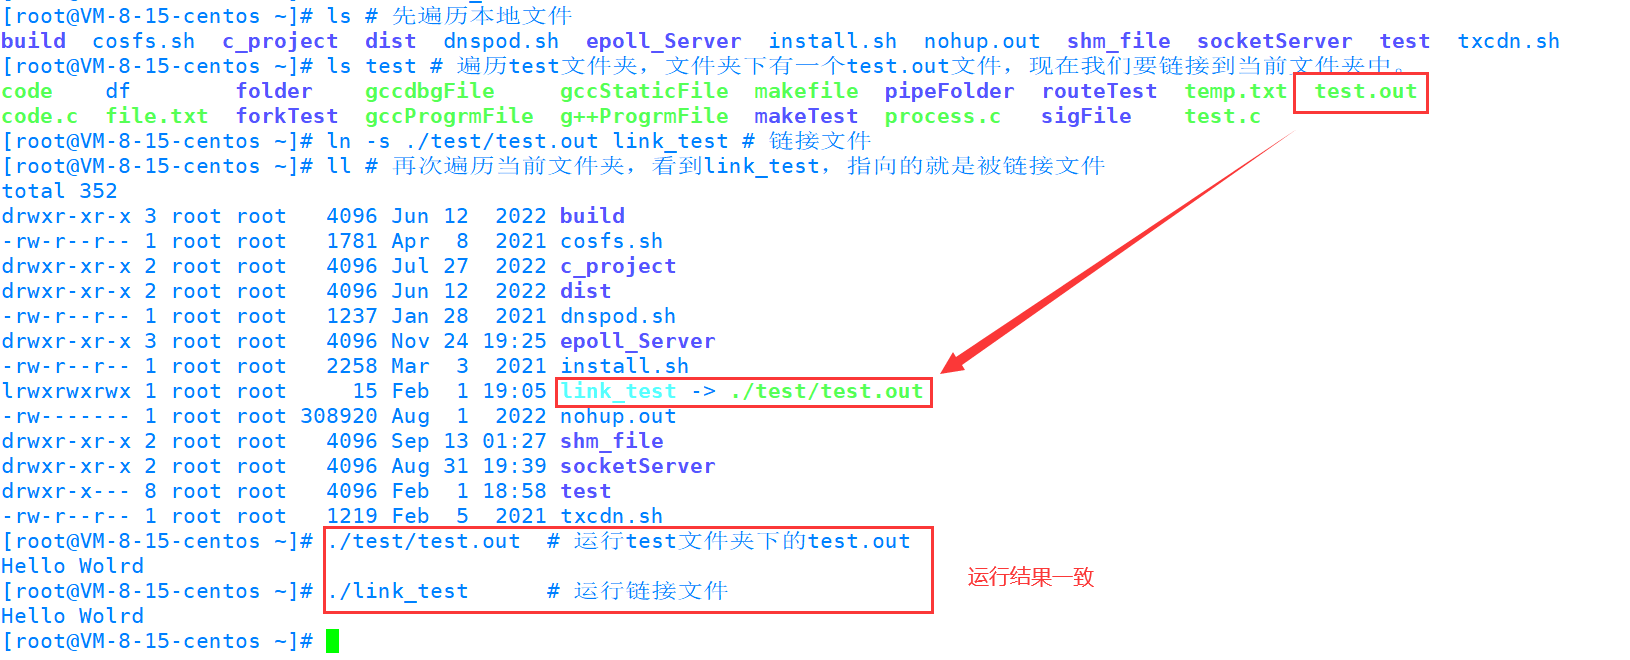 [root@VM-8-15-centos ~]# ls # 先遍历本地文件
build  cosfs.sh  c_project  dist  dnspod.sh  epoll_Server  install.sh  nohup.out  shm_file  socketServer  test  txcdn.sh
[root@VM-8-15-centos ~]# ls test # 遍历test文件夹，文件夹下有一个test.out文件，现在我们要链接到当前文件夹中。
code    df        folder    gccdbgFile     gccStaticFile  makefile  pipeFolder  routeTest  temp.txt  test.out
code.c  file.txt  forkTest  gccProgrmFile  g++ProgrmFile  makeTest  process.c   sigFile    test.c
[root@VM-8-15-centos ~]# ln -s ./test/test.out link_test # 链接文件
[root@VM-8-15-centos ~]# ll # 再次遍历当前文件夹，看到link_test，指向的就是被链接文件
total 352
drwxr-xr-x 3 root root   4096 Jun 12  2022 build
-rw-r--r-- 1 root root   1781 Apr  8  2021 cosfs.sh
drwxr-xr-x 2 root root   4096 Jul 27  2022 c_project
drwxr-xr-x 2 root root   4096 Jun 12  2022 dist
-rw-r--r-- 1 root root   1237 Jan 28  2021 dnspod.sh
drwxr-xr-x 3 root root   4096 Nov 24 19:25 epoll_Server
-rw-r--r-- 1 root root   2258 Mar  3  2021 install.sh
lrwxrwxrwx 1 root root     15 Feb  1 19:05 link_test -> ./test/test.out
-rw------- 1 root root 308920 Aug  1  2022 nohup.out
drwxr-xr-x 2 root root   4096 Sep 13 01:27 shm_file
drwxr-xr-x 2 root root   4096 Aug 31 19:39 socketServer
drwxr-x--- 8 root root   4096 Feb  1 18:58 test
-rw-r--r-- 1 root root   1219 Feb  5  2021 txcdn.sh
[root@VM-8-15-centos ~]# ./test/test.out  # 运行test文件夹下的test.out
Hello Wolrd
运行结果一致
[root@VM-8-15-centos ~]# ./link_test      # 运行链接文件
Hello Wolrd
[root@VM-8-15-centos ~]#